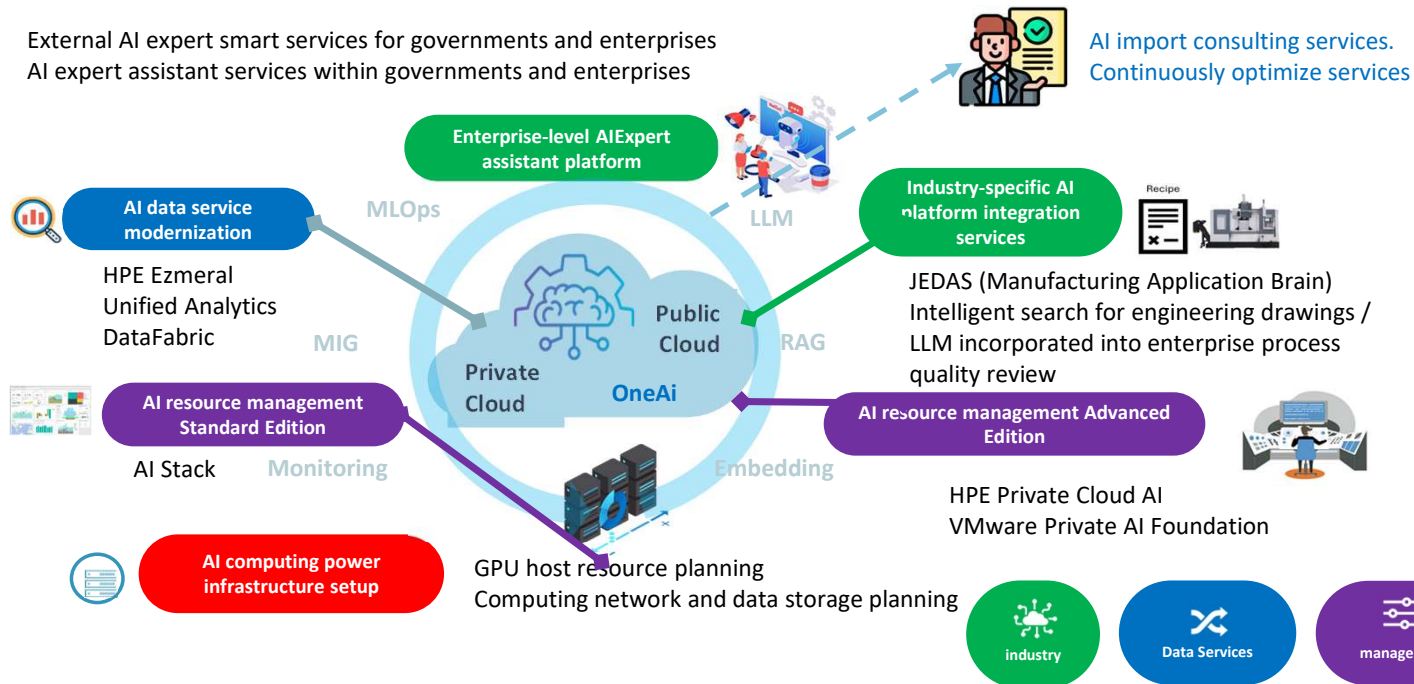 External AI expert smart services for governments and enterprises
AI expert assistant services within governments and enterprises
AI import consulting services.
Continuously optimize services
Enterprise-level AIExpert
assistant platform
AI data service
modernization
MLOps
LLM
Industry-specific AI
platform integration
services
Recipe
HPE Ezmeral
Unified Analytics
DataFabric
MIG
Private
Cloud
Public
Cloud
OneAi
RAG
JEDAS (Manufacturing Application Brain)
Intelligent search for engineering drawings /
LLM incorporated into enterprise process
quality review
AI resource management
Standard Edition
AI Stack
Monitoring
Embedding
AI resource management Advanced
Edition
HPE Private Cloud AI
VMware Private AI Foundation
AI computing power
infrastructure setup
GPU host resource planning
Computing network and data storage planning
industry
Data Services
manage